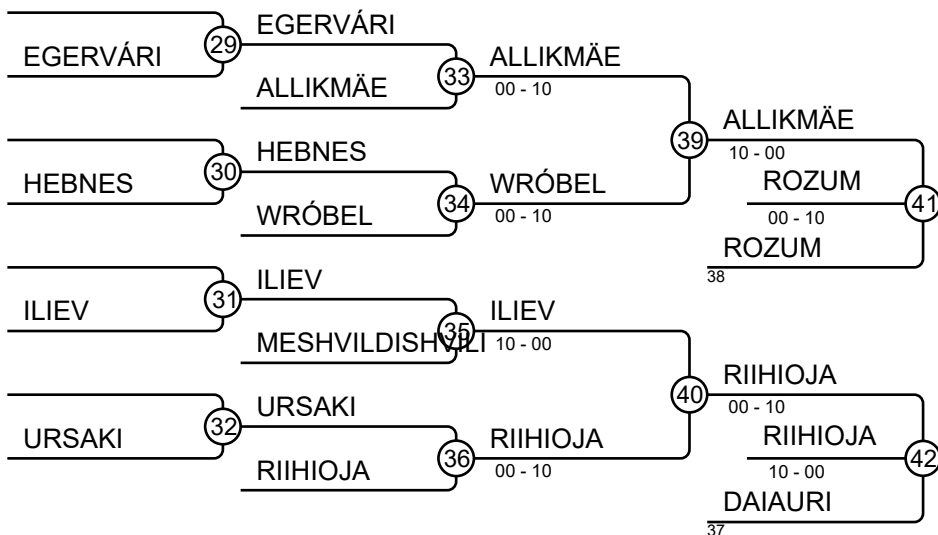 EGERVÁRI
29
EGERVÁRI
ALLIKMÄE
33
ALLIKMÄE
00 - 10
HEBNES
30
HEBNES
WRÓBEL
34
WRÓBEL
00 - 10
39
ALLIKMÄE
10 - 00
ROZUM
00 - 10
41
ROZUM
38
ILIEV
31
ILIEV
MESHVILDISHVILI
35
ILIEV
10 - 00
URSAKI
32
URSAKI
RIIHIOJA
36
RIIHIOJA
00 - 10
40
RIIHIOJA
00 - 10
RIIHIOJA
10 - 00
42
DAIAURI
37